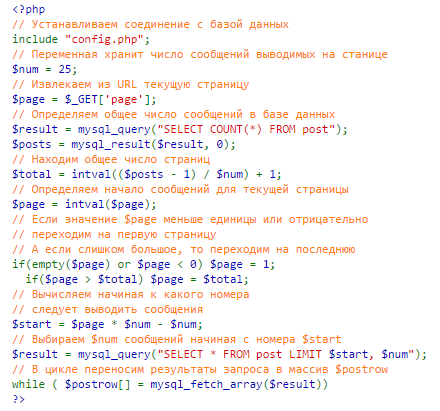 <?php
// Устанавливаем соединение с базой данных
include "config.php";
// Переменная хранит число сообщений выводимых на станице
$num = 25;
// Извлекаем из URL текущую страницу
$page = $_GET['page'];
// Определяем общее число сообщений в базе данных
$result = mysql_query("SELECT COUNT(*) FROM post");
$posts = mysql_result($result, 0);
// Находим общее число страниц
$total = intval(($posts - 1) / $num) + 1;
// Определяем начало сообщений для текущей страницы
$page = intval($page);
// Если значение $page меньше единицы или отрицательно
// переходим на первую страницу
// А если слишком большое, то переходим на последнюю
if(empty($page) or $page < 0) $page = 1;
  if($page > $total) $page = $total;
// Вычисляем начиная к какого номера
// следует выводить сообщения
$start = $page * $num - $num;
// Выбираем $num сообщений начиная с номера $start
$result = mysql_query("SELECT * FROM post LIMIT $start, $num");
// В цикле переносим результаты запроса в массив $postrow
while ( $postrow[] = mysql_fetch_array($result))
?>